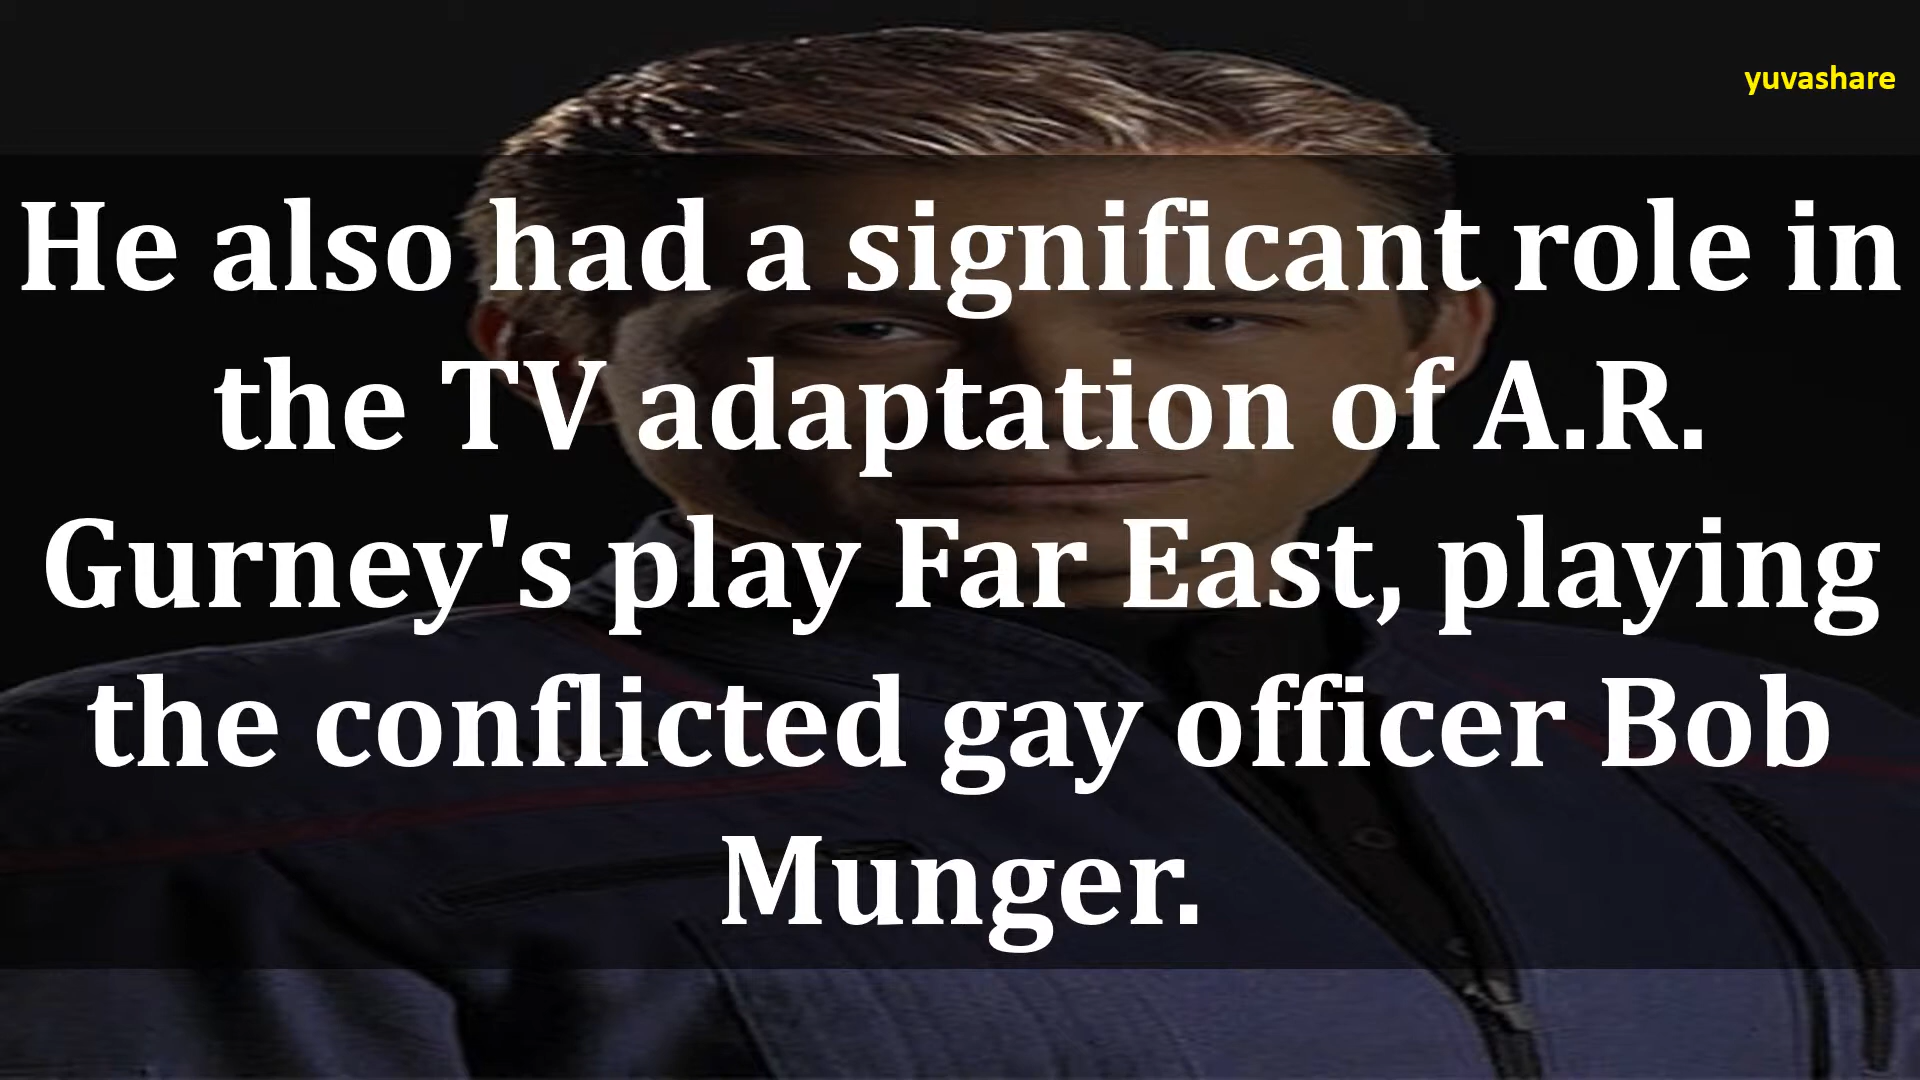 yuvashare
He also had a significant role in
the TV adaptation of A.R.
Gurney's play Far East, playing
the conflicted gay officer Bob
Munger.